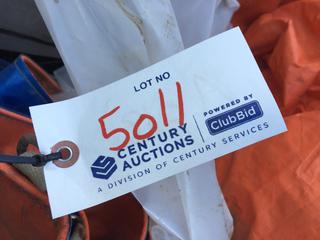 LOT NO
5011
CENTURY
AUCTIONS
POWERED BY
ClubBid
A DIVISION OF CENTURY SERVICES